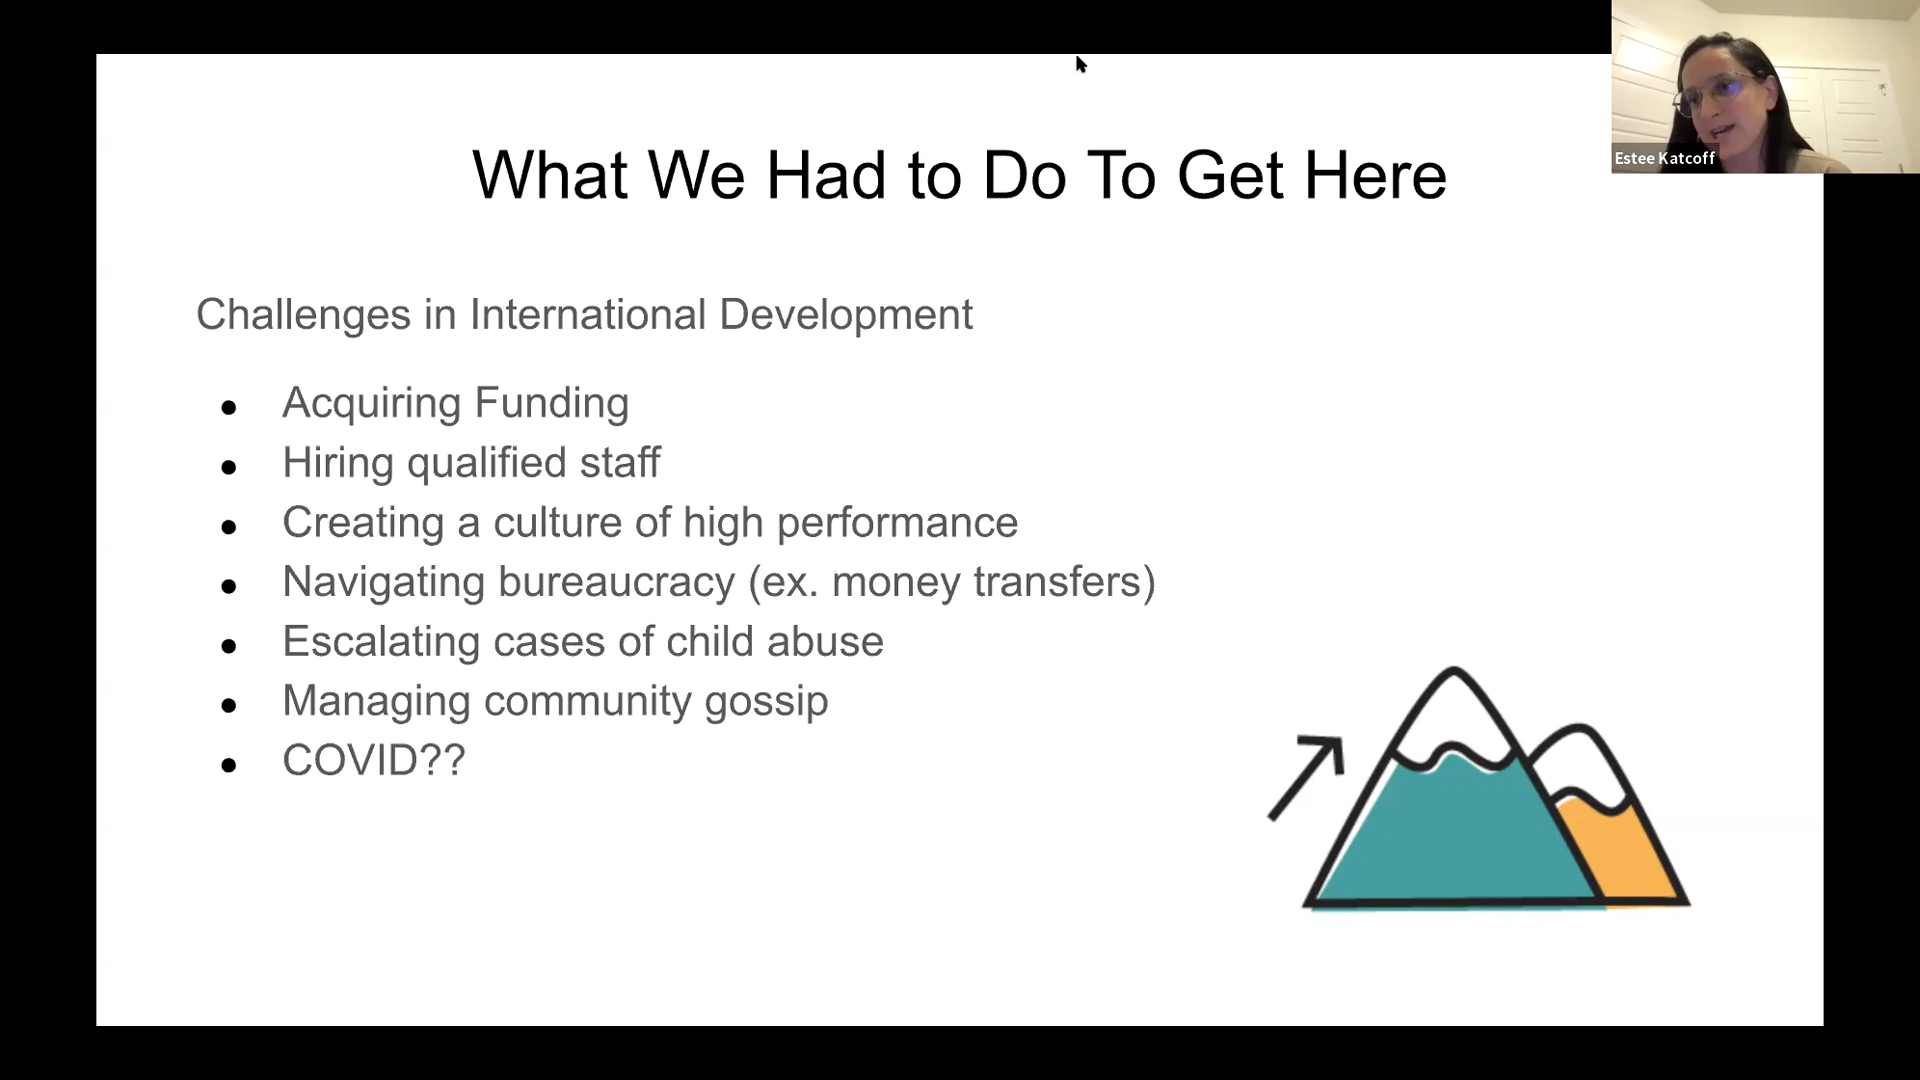 What We Had to Do To Get Here
Estee Katcoff
Challenges in International Development
● Acquiring Funding
● Hiring qualified staff
● Creating a culture of high performance
● Navigating bureaucracy (ex. money transfers)
● Escalating cases of child abuse
● Managing community gossip
● COVID??